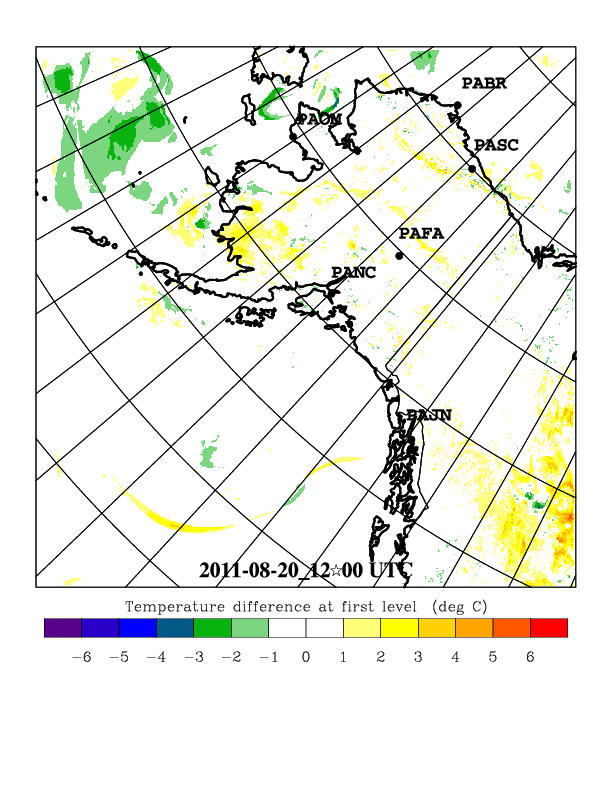 PABR
PAOM
PASC
PAFA
PANC
PAJN
2011-08-20_12☆00 UTC
Temperature difference at first level (deg C)
−6 −5 −4 −3 −2 −1 0 1 2 3 4 5 6